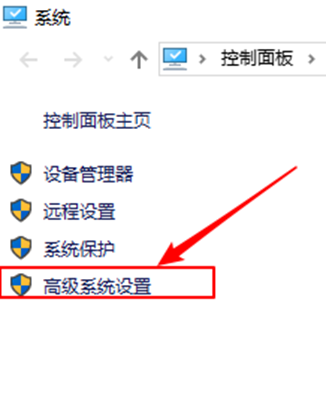 系统
控制面板
控制面板主页
设备管理器
远程设置
系统保护
高级系统设置